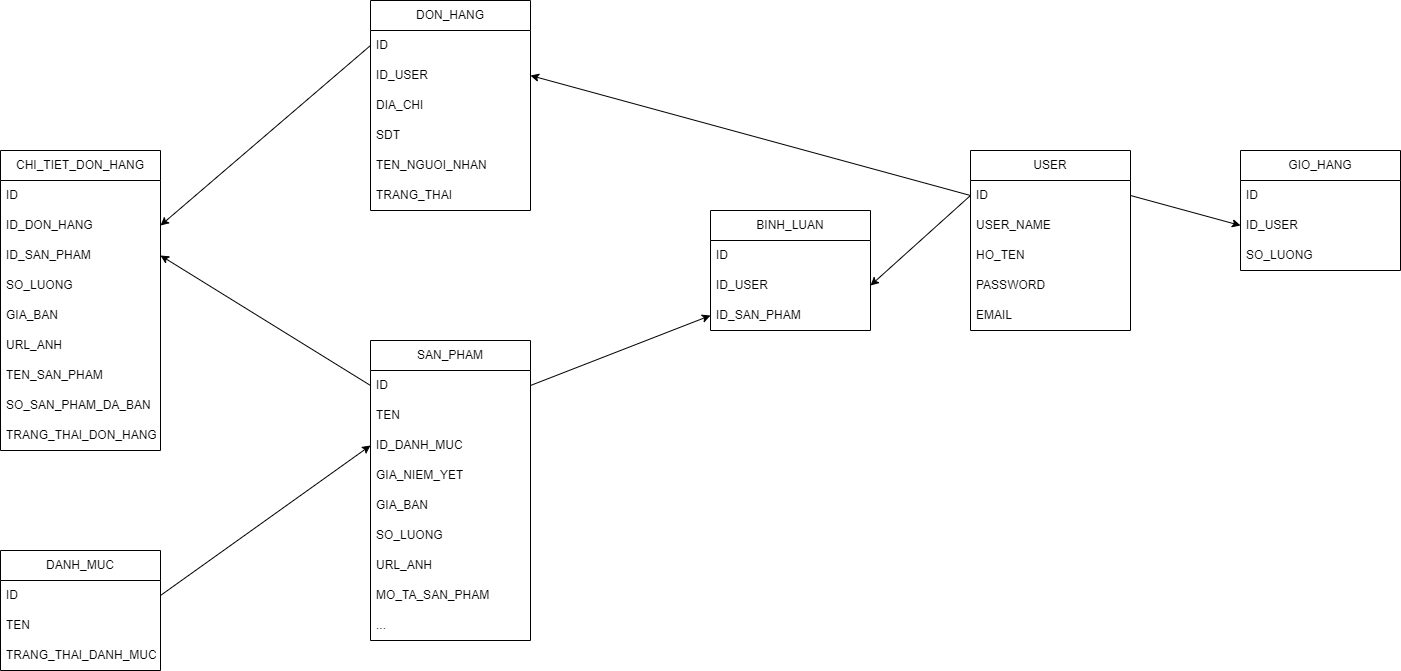 DON_HANG
ID
ID_USER
DIA_CHI
SDT
TEN_NGUOI_NHAN
TRANG_THAI
CHI_TIET_DON_HANG
ID
ID_DON_HANG
ID_SAN_PHAM
SO_LUONG
GIA_BAN
URL_ANH
TEN_SAN_PHAM
SO_SAN_PHAM_DA_BAN
TRANG_THAI_DON_HANG
USER
ID
USER_NAME
HO_TEN
PASSWORD
EMAIL
GIO_HANG
ID
ID_USER
SO_LUONG
BINH_LUAN
ID
ID_USER
ID_SAN_PHAM
SAN_PHAM
ID
TEN
ID_DANH_MUC
GIA_NIEM_YET
GIA_BAN
SO_LUONG
URL_ANH
MO_TA_SAN_PHAM
...
DANH_MUC
ID
TEN
TRANG_THAI_DANH_MUC